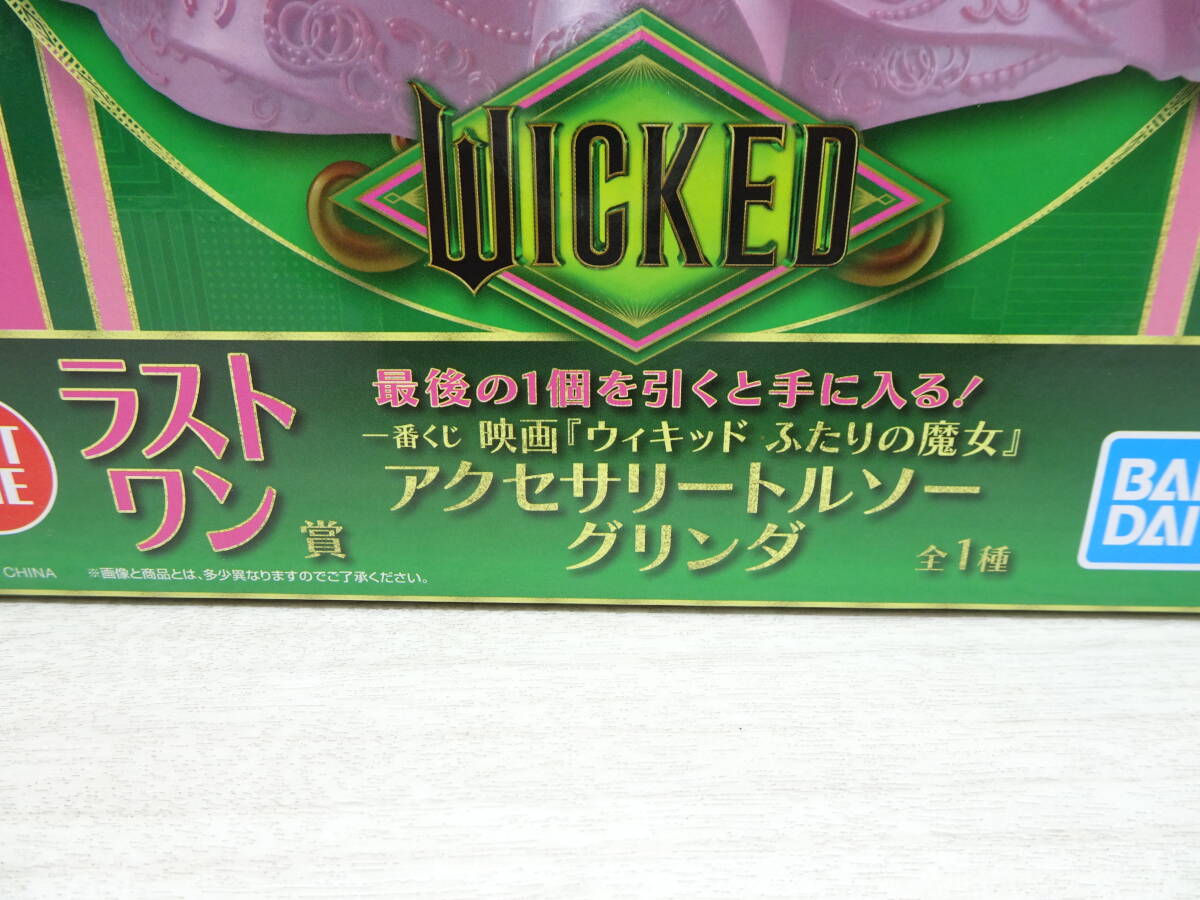 WICKED
ラスト
ワン
賞
最後の1個を引くと手に入る!
一番くじ 映画『ウィキッド ふたりの魔女』
アクセサリートルソー
グリンダ
全1種
CHINA
※画像と商品とは、多少異なりますのでご了承ください。